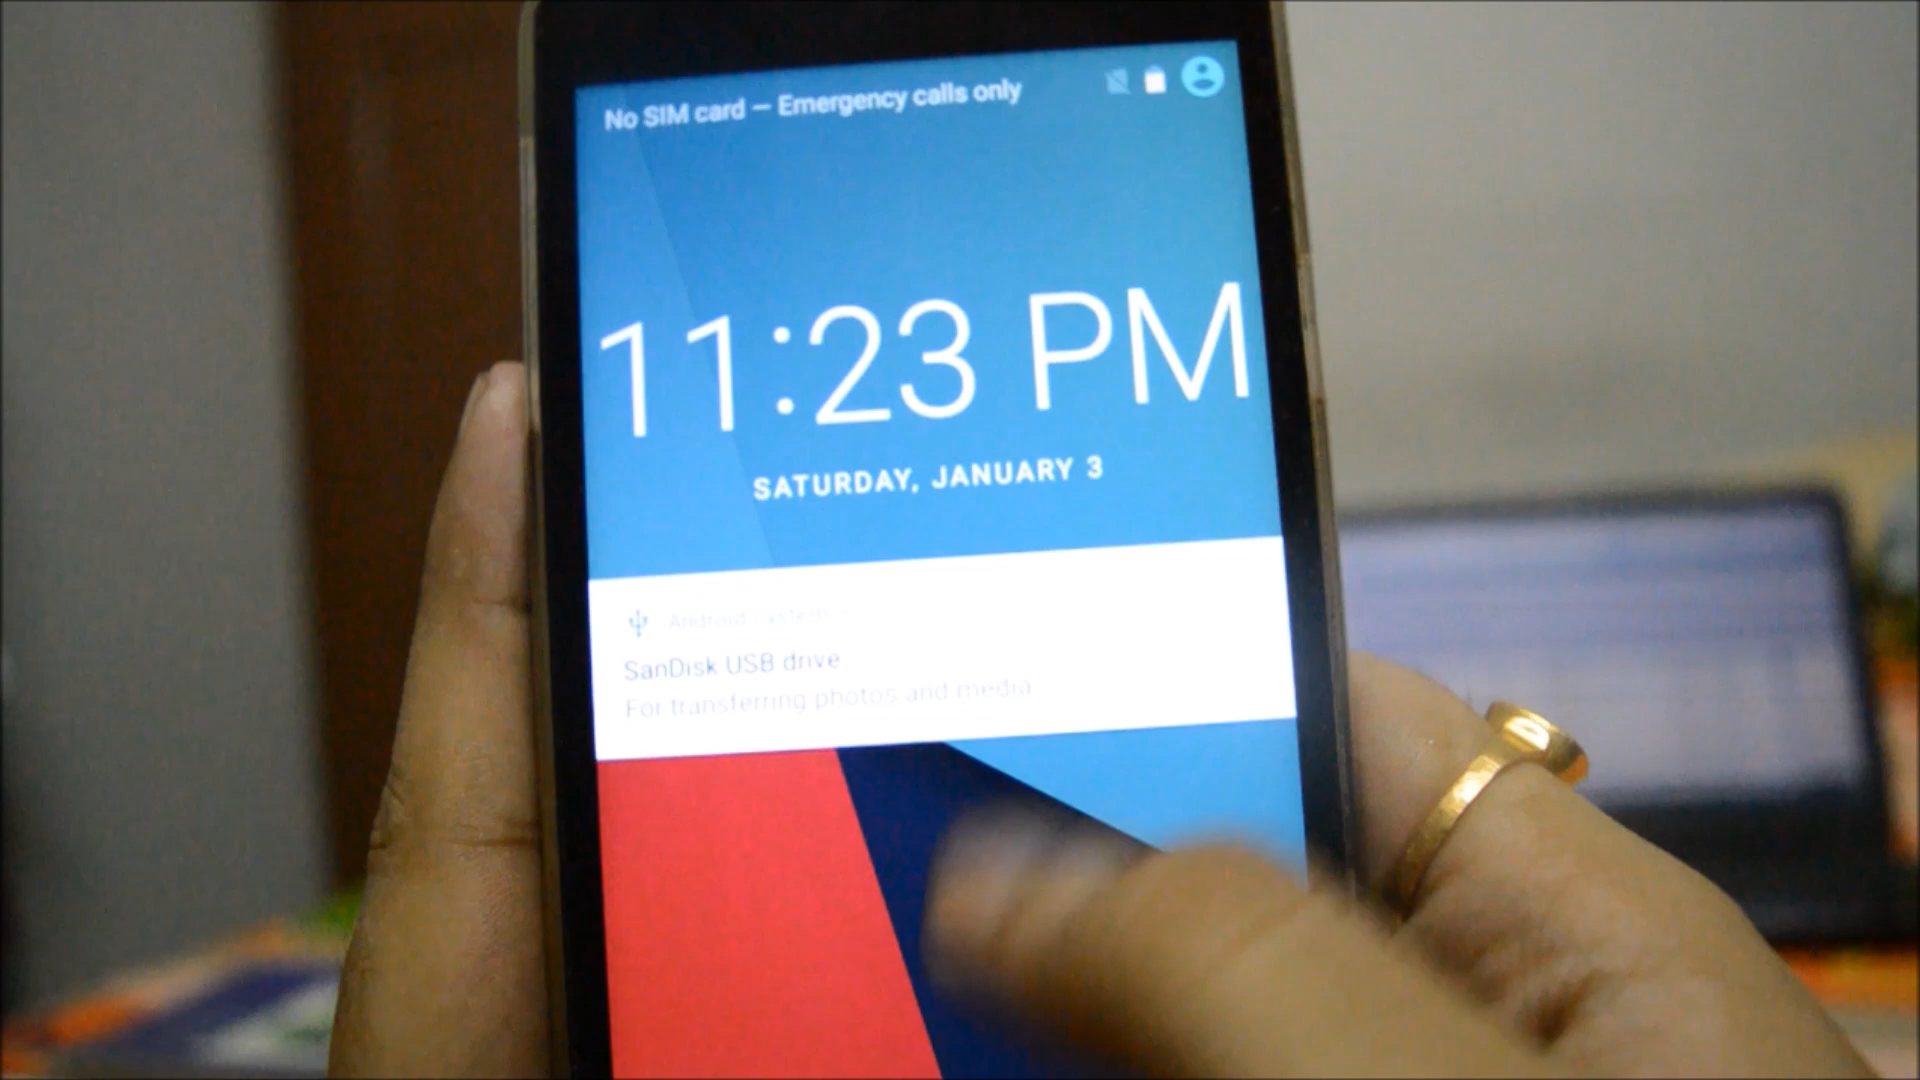 No SIM card – Emergency calls only
11:23 PM
SATURDAY, JANUARY 3
Android System
SanDisk USB drive
For transferring photos and media